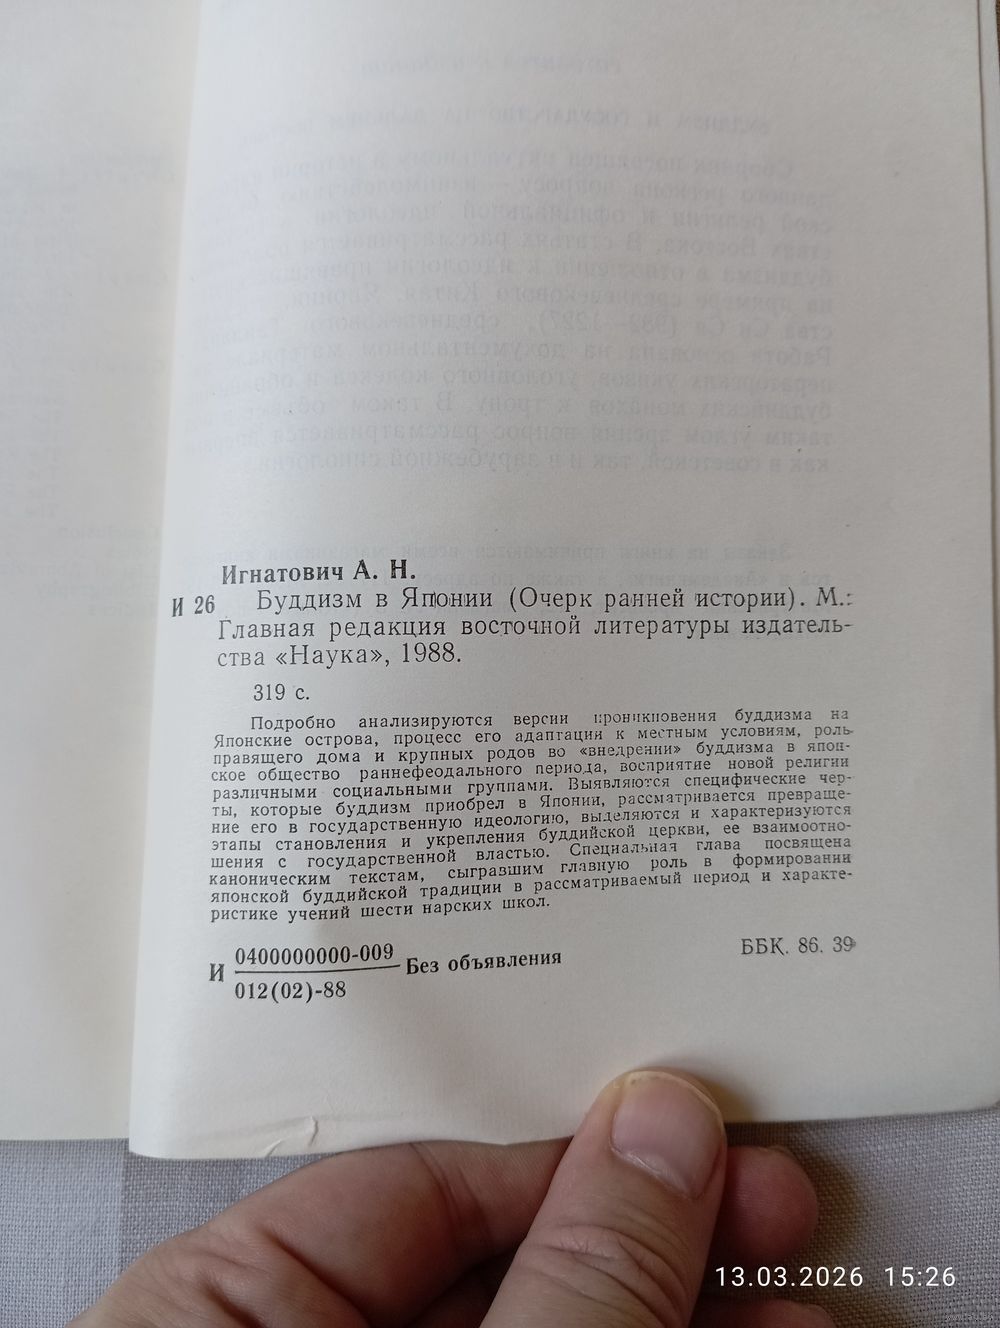 Игнатович А. Н.
И 26 Буддизм в Японии (Очерк ранней истории). М.:
Главная редакция восточной литературы издатель-
ства «Наука», 1988.
319 с.
Подробно анализируются версии проникновения буддизма на
Японские острова, процесс его адаптации к местным условиям, роль
правящего дома и крупных родов во «внедрении» буддизма в япон-
ское общество раннефеодального периода, восприятие новой религии
различными социальными группами. Выявляются специфические чер-
ты, которые буддизм приобрел в Японии, рассматривается превраще-
ние его в государственную идеологию, выделяются и характеризуются
этапы становления и укрепления буддийской церкви, ее взаимоотно-
шения с государственной властью. Специальная глава посвящена
каноническим текстам, сыгравшим главную роль в формировании
японской буддийской традиции в рассматриваемый период и характе-
ристике учений шести нарских школ.
И 0400000000-009 Без объявления
012(02)-88
ББК. 86. 39
13.03.2026 15:26